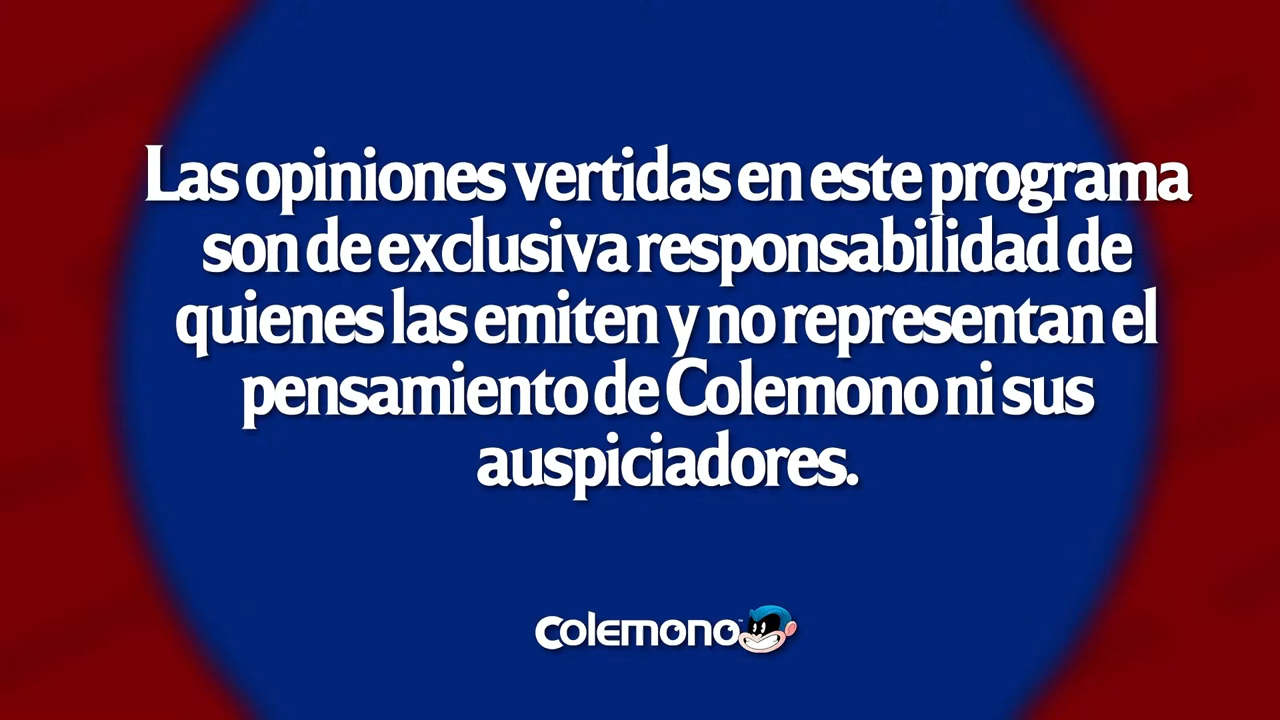 Las opiniones vertidas en este programa
son de exclusiva responsabilidad de
quienes las emiten y no representan el
pensamiento de Colemono ni sus
auspiciadores.
colemono™